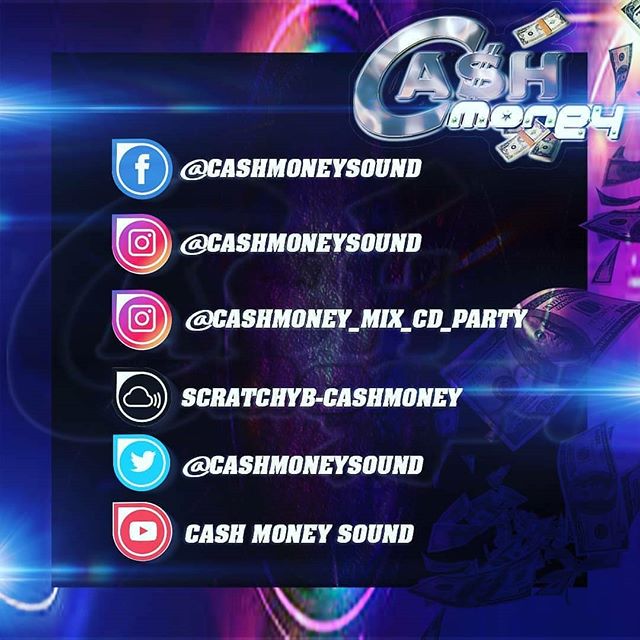 CA$H
money
@CASHMONEYSOUND
@CASHMONEYSOUND
@CASHMONEY_MIX_CD_PARTY
SCRATCHYB-CASHMONEY
@CASHMONEYSOUND
CASH MONEY SOUND